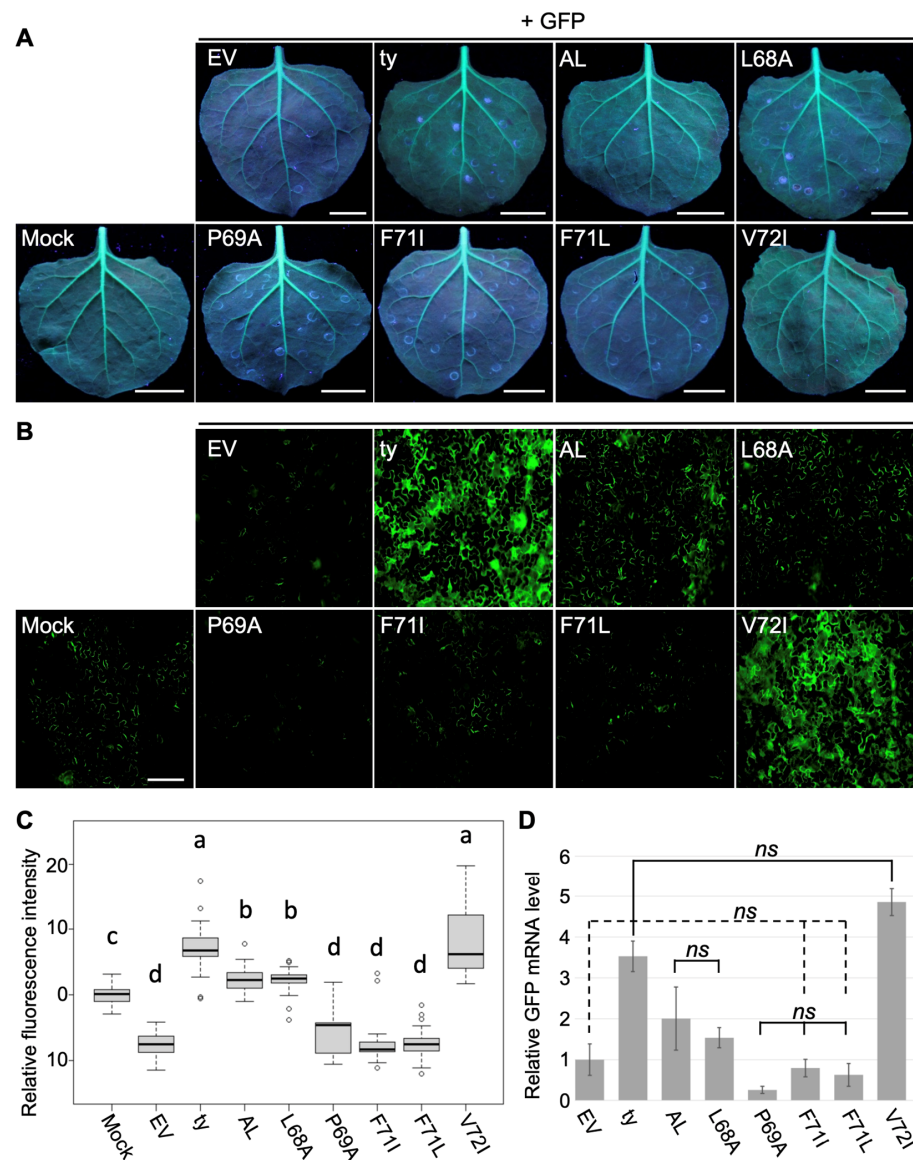 A
+ GFP
EV
ty
AL
L68A
Mock
P69A
F71I
F71L
V72I
B
EV
ty
AL
L68A
Mock
P69A
F71I
F71L
V72I
C
Relative fluorescence intensity
20
10
0
10
c
d
a
b
b
d
d
d
a
Mock
EV
ty
AL
L68A
P69A
F71I
F71L
V72I
D
Relative GFP mRNA level
6
5
4
3
2
1
0
ns
ns
ns
ns
EV
ty
AL
L68A
P69A
F71I
F71L
V72I